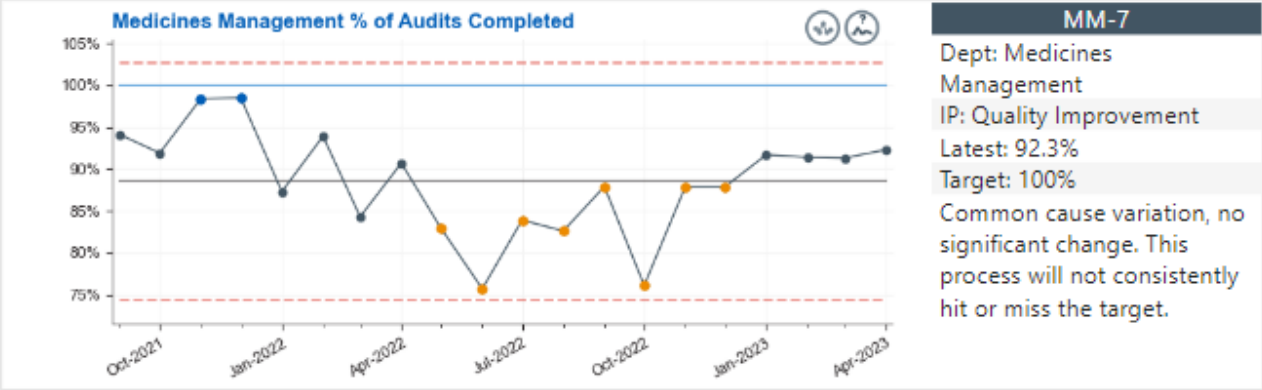 Medicines Management % of Audits Completed
?
105%
100%
95%
90%
85%
80%
75%
Oct-2021
Jan-2022
Apr-2022
Jul-2022
Oct-2022
Jan-2023
Apr-2023
MM-7
Dept: Medicines
Management
IP: Quality Improvement
Latest: 92.3%
Target: 100%
Common cause variation, no
significant change. This
process will not consistently
hit or miss the target.